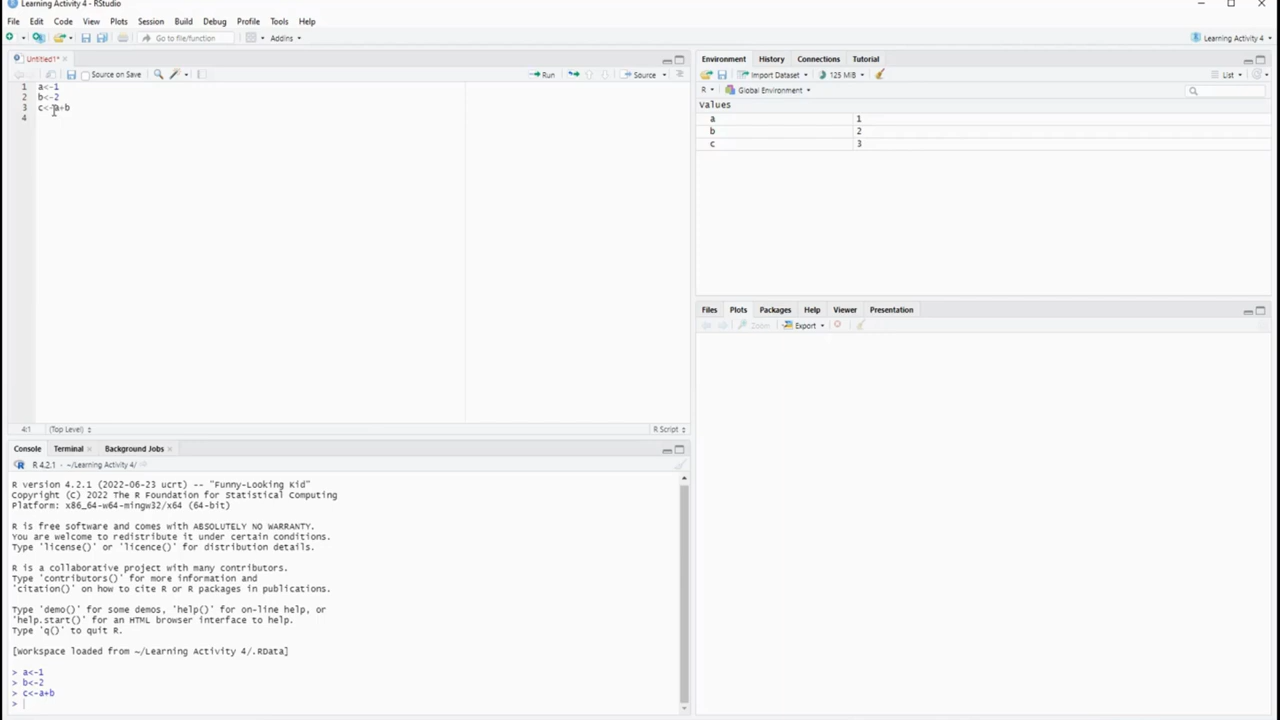 Learning Activity 4 - RStudio
File Edit Code View Plots Session Build Debug Profile Tools Help
Go to file/function Addins Learning Activity 4
Untitled1*
Source on Save Run Source
1 a<-1
2 b<-2
3 c<-a+b
4
4:1 (Top Level) R Script
Console Terminal Background Jobs
R 4.2.1 · ~/Learning Activity 4/
R version 4.2.1 (2022-06-23 ucrt) -- "Funny-Looking Kid"
Copyright (C) 2022 The R Foundation for Statistical Computing
Platform: x86_64-w64-mingw32/x64 (64-bit)
R is free software and comes with ABSOLUTELY NO WARRANTY.
You are welcome to redistribute it under certain conditions.
Type 'license()' or 'licence()' for distribution details.
R is a collaborative project with many contributors.
Type 'contributors()' for more information and
'citation()' on how to cite R or R packages in publications.
Type 'demo()' for some demos, 'help()' for on-line help, or
'help.start()' for an HTML browser interface to help.
Type 'q()' to quit R.
[Workspace loaded from ~/Learning Activity 4/.RData]
> a<-1
> b<-2
> c<-a+b
>
Environment History Connections Tutorial
Import Dataset 125 MiB List
R Global Environment
Values
a 1
b 2
c 3
Files Plots Packages Help Viewer Presentation
Zoom Export